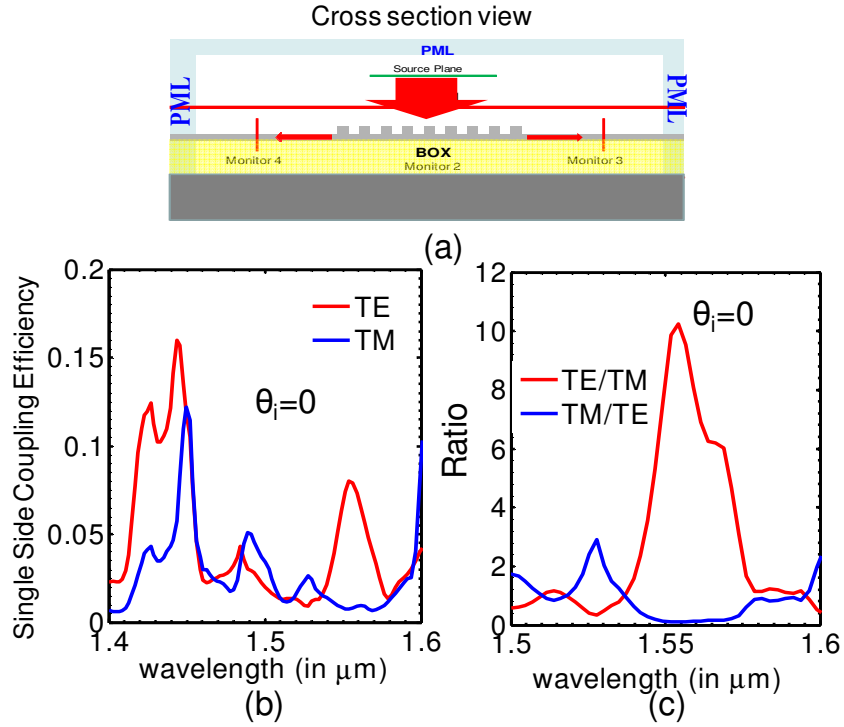 Cross section view
PML
Source Plane
PML
PML
BOX
Monitor 4
Monitor 2
Monitor 3
(a)
0.2
0.15
0.1
0.05
0
Single Side Coupling Efficiency
TE
TM
θi=0
1.4
1.5
1.6
wavelength (in μm)
(b)
12
10
8
6
4
2
0
Ratio
θi=0
TE/TM
TM/TE
1.5
1.55
1.6
wavelength (in μm)
(c)